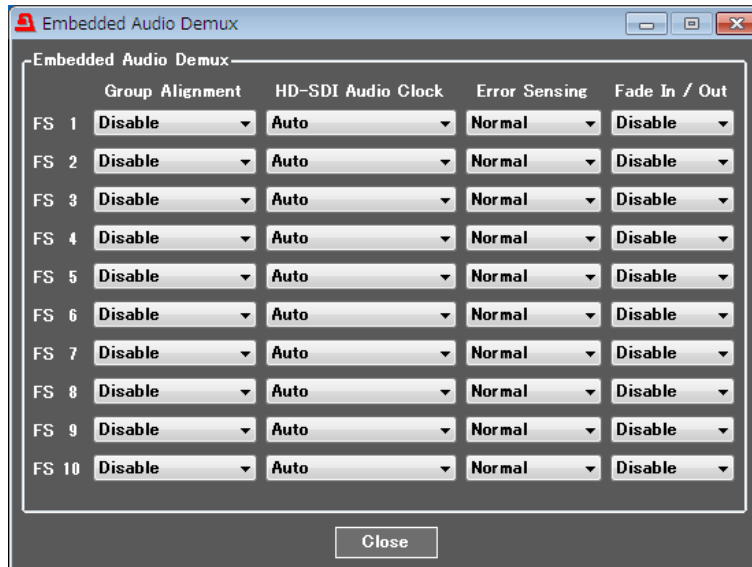 Embedded Audio Demux
Embedded Audio Demux
Group Alignment HD-SDI Audio Clock Error Sensing Fade In / Out
FS 1 Disable Auto Normal Disable
FS 2 Disable Auto Normal Disable
FS 3 Disable Auto Normal Disable
FS 4 Disable Auto Normal Disable
FS 5 Disable Auto Normal Disable
FS 6 Disable Auto Normal Disable
FS 7 Disable Auto Normal Disable
FS 8 Disable Auto Normal Disable
FS 9 Disable Auto Normal Disable
FS 10 Disable Auto Normal Disable
Close